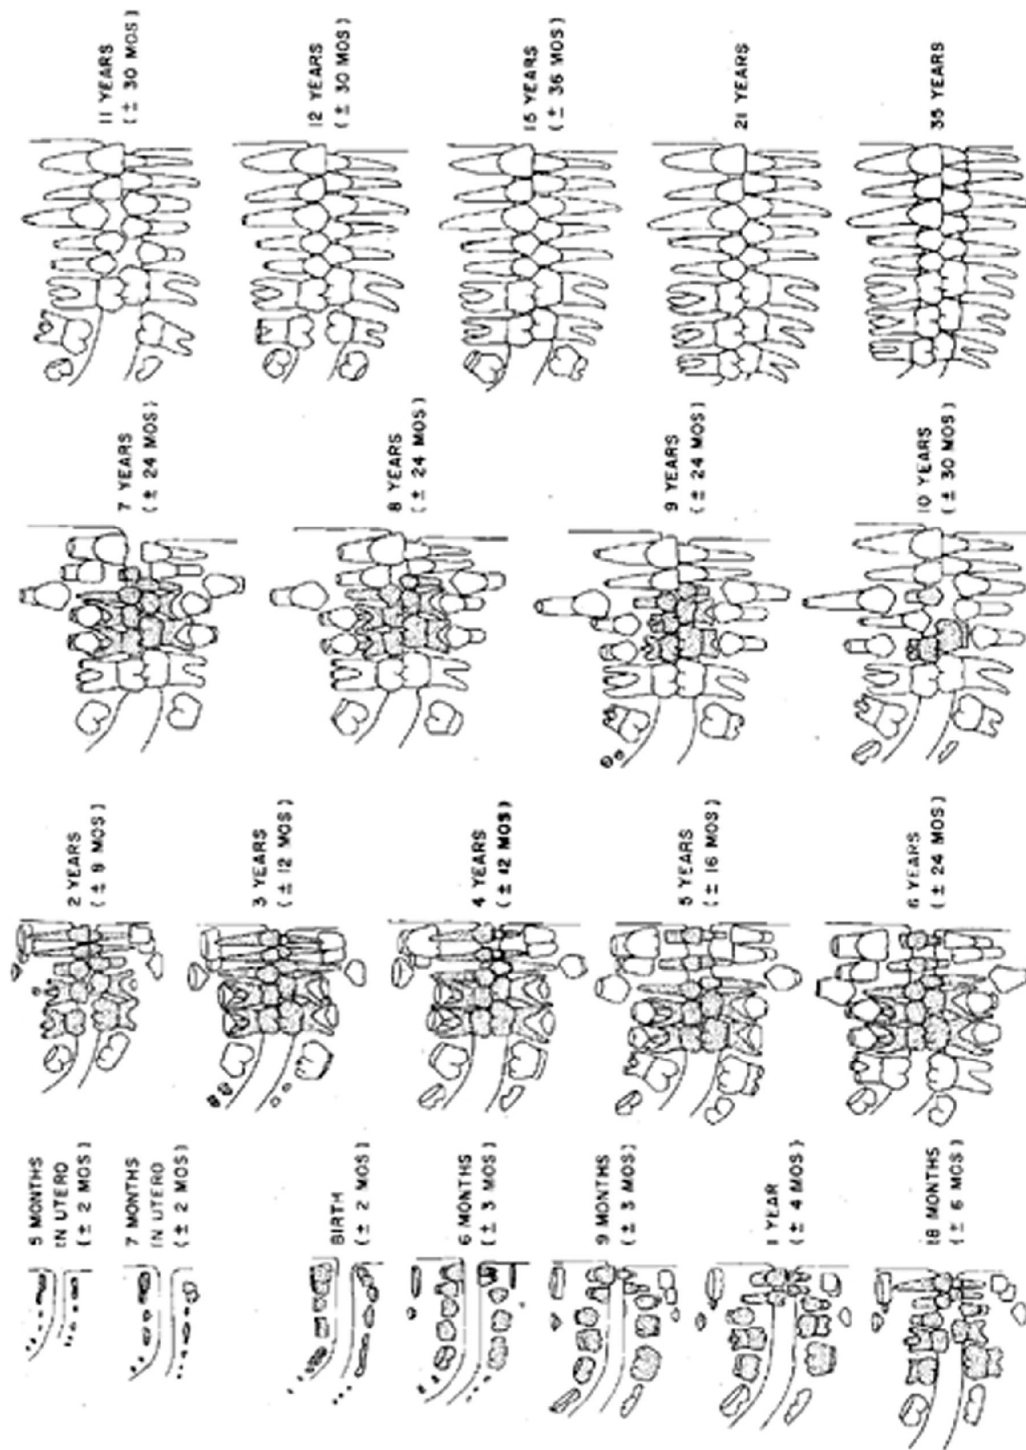 5 MONTHS
IN UTERO
(± 2 MOS)
7 MONTHS
IN UTERO
(± 2 MOS)
BIRTH
(± 2 MOS)
6 MONTHS
(± 3 MOS)
9 MONTHS
(± 3 MOS)
1 YEAR
(± 4 MOS)
18 MONTHS
(± 6 MOS)
2 YEARS
(± 8 MOS)
3 YEARS
(± 12 MOS)
4 YEARS
(± 12 MOS)
5 YEARS
(± 16 MOS)
6 YEARS
(± 24 MOS)
7 YEARS
(± 24 MOS)
8 YEARS
(± 24 MOS)
9 YEARS
(± 24 MOS)
10 YEARS
(± 30 MOS)
11 YEARS
(± 30 MOS)
12 YEARS
(± 30 MOS)
15 YEARS
(± 36 MOS)
21 YEARS
35 YEARS